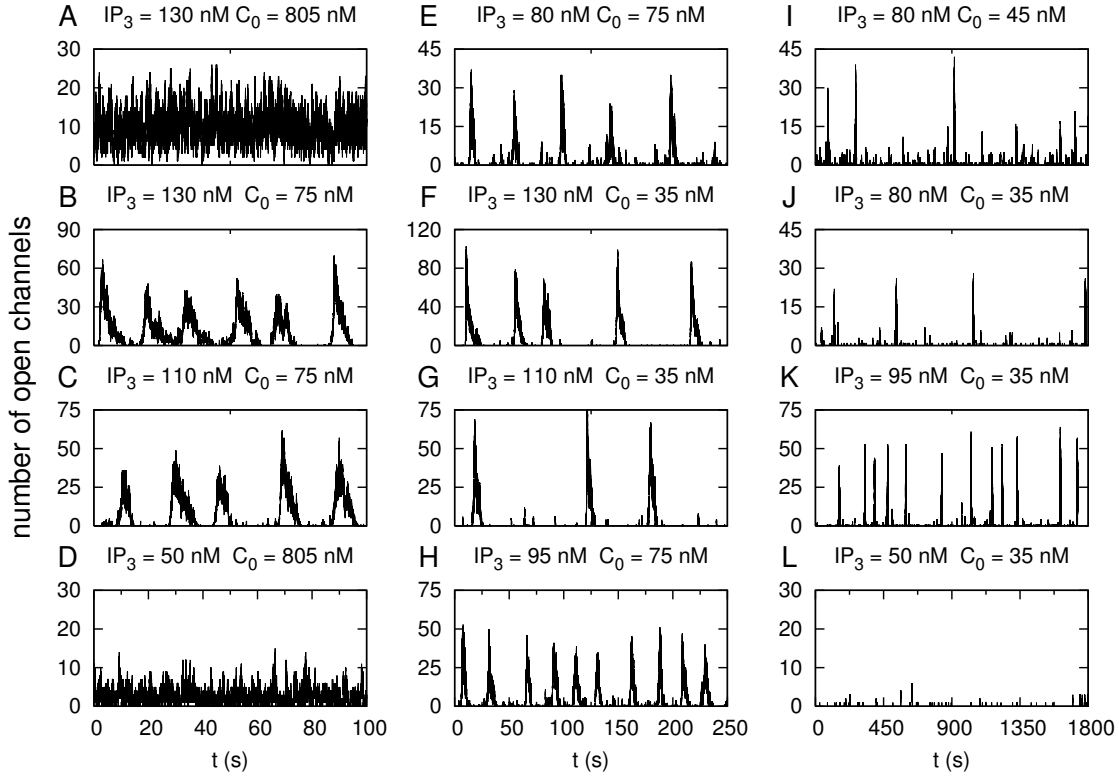 A IP3 = 130 nM C0 = 805 nM
30
20
10
0
B IP3 = 130 nM C0 = 75 nM
90
60
30
0
C IP3 = 110 nM C0 = 75 nM
75
50
25
0
D IP3 = 50 nM C0 = 805 nM
30
20
10
0
0 20 40 60 80 100
t (s)
number of open channels
E IP3 = 80 nM C0 = 75 nM
45
30
15
0
F IP3 = 130 nM C0 = 35 nM
120
80
40
0
G IP3 = 110 nM C0 = 35 nM
75
50
25
0
H IP3 = 95 nM C0 = 75 nM
75
50
25
0
0 50 100 150 200 250
t (s)
I IP3 = 80 nM C0 = 45 nM
45
30
15
0
J IP3 = 80 nM C0 = 35 nM
45
30
15
0
K IP3 = 95 nM C0 = 35 nM
75
50
25
0
L IP3 = 50 nM C0 = 35 nM
30
20
10
0
0 450 900 1350 1800
t (s)